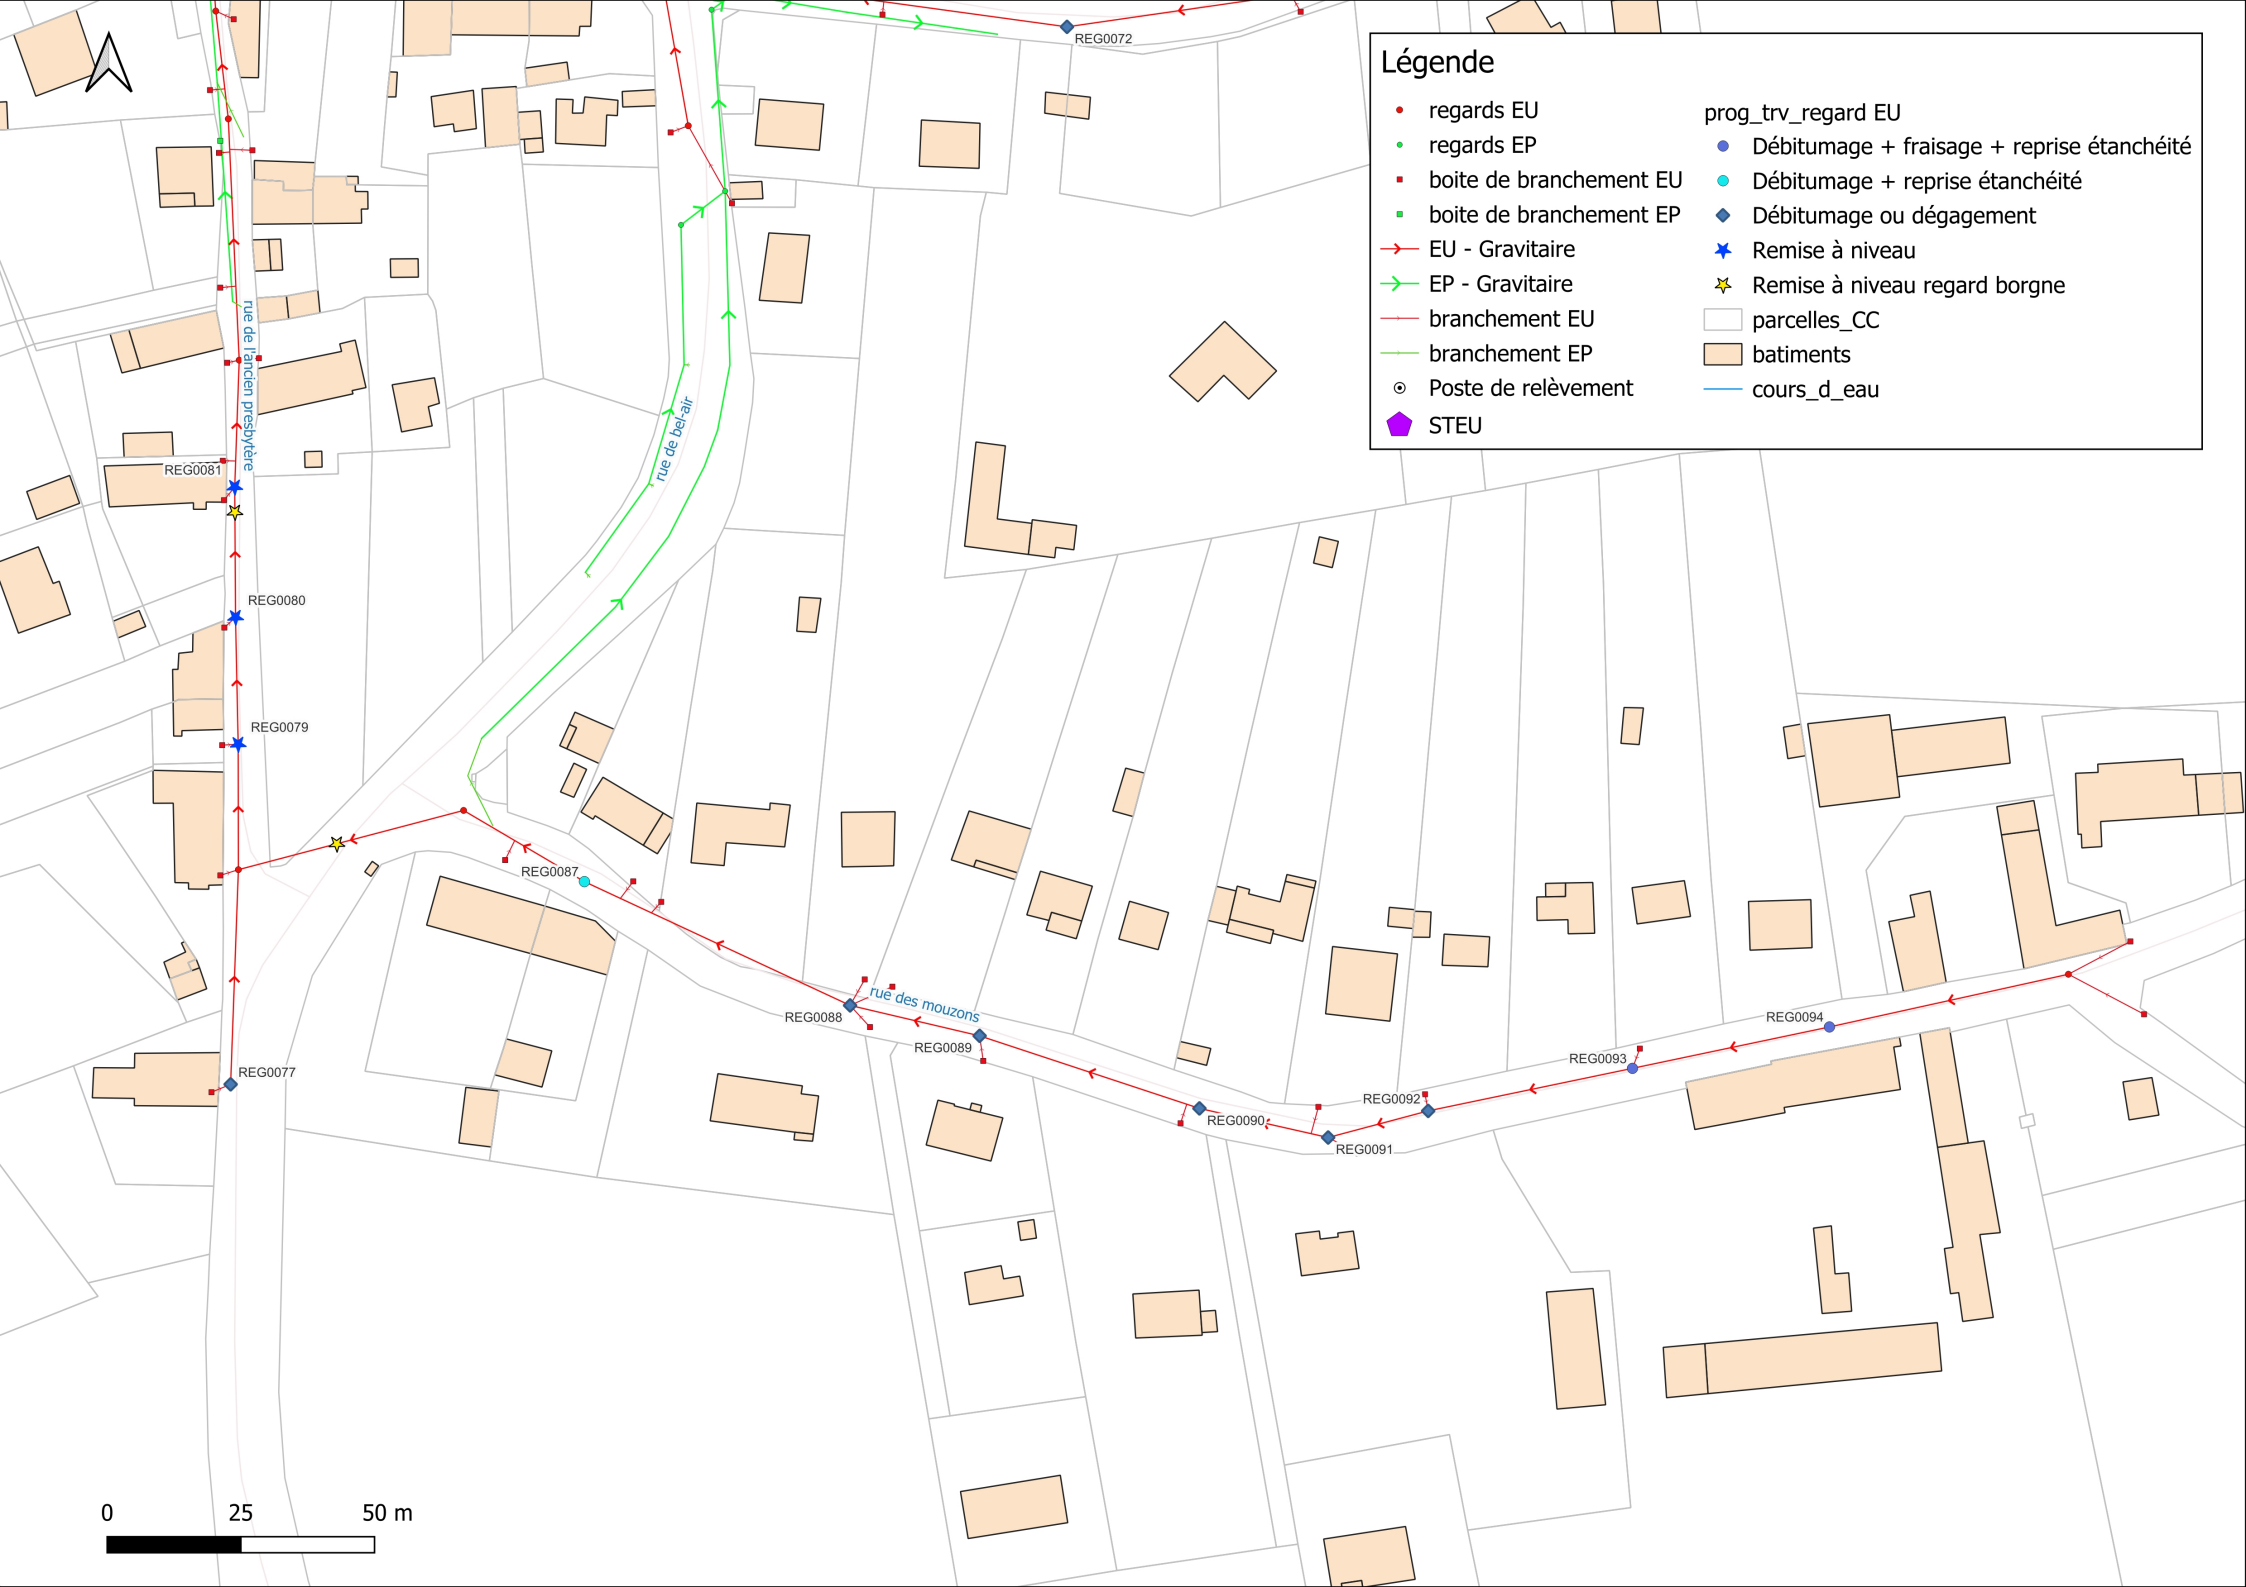 REG0072
Légende
regards EU
regards EP
boite de branchement EU
boite de branchement EP
EU - Gravitaire
EP - Gravitaire
branchement EU
branchement EP
Poste de relèvement
STEU
prog_trv_regard EU
Débitumage + fraisage + reprise étanchéité
Débitumage + reprise étanchéité
Débitumage ou dégagement
Remise à niveau
Remise à niveau regard borgne
parcelles_CC
batiments
cours_d_eau
rue de l'ancien presbytère
rue de bel-air
REG0081
REG0080
REG0079
REG0087
rue des mouzons
REG0088
REG0089
REG0094
REG0093
REG0092
REG0090
REG0091
REG0077
0 25 50 m